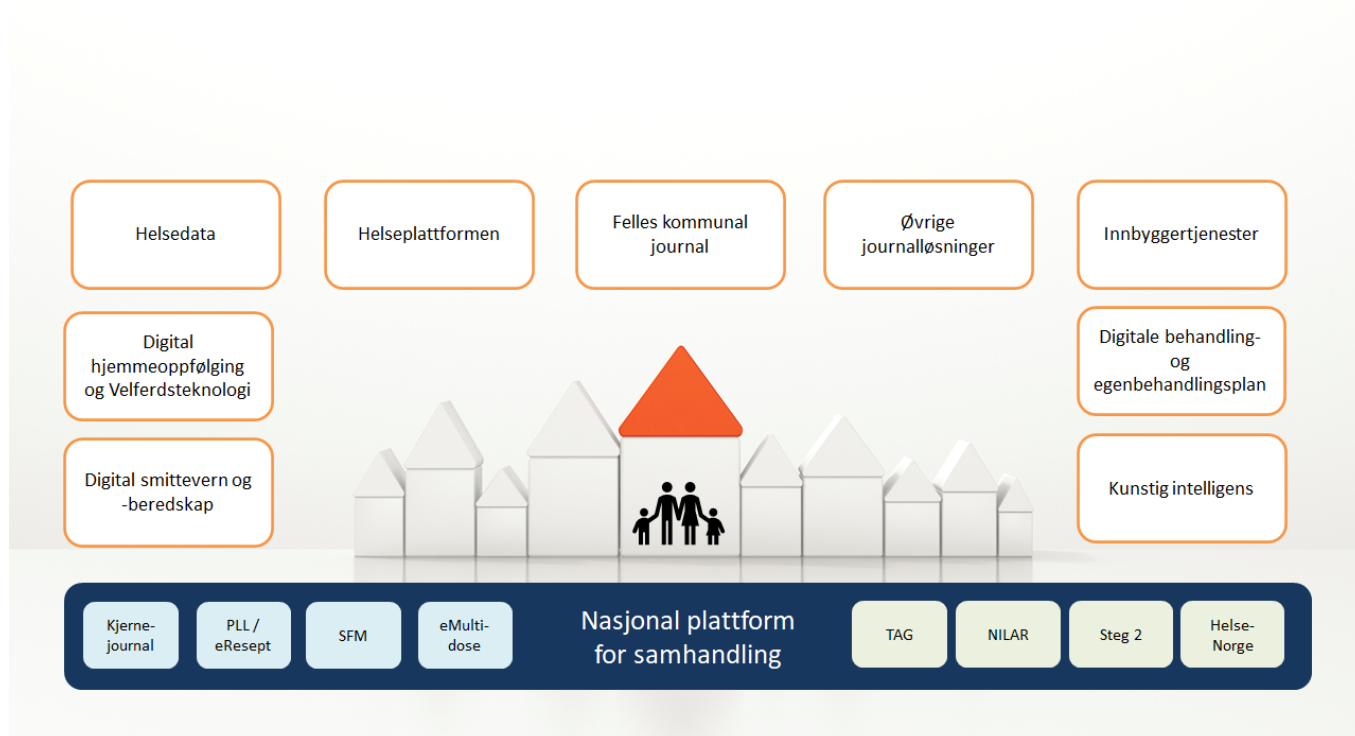 Helsedata
Helseplattformen
Felles kommunal
journal
Øvrige
journalløsninger
Innbyggertjenester
Digital
hjemmeoppfølging
og Velferdsteknologi
Digitale behandling-
og
egenbehandlingsplan
Digital smittevern og
-beredskap
Kunstig intelligens
Kjerne-
journal
PLL /
eResept
SFM
eMulti-
dose
Nasjonal plattform
for samhandling
TAG
NILAR
Steg 2
Helse-
Norge